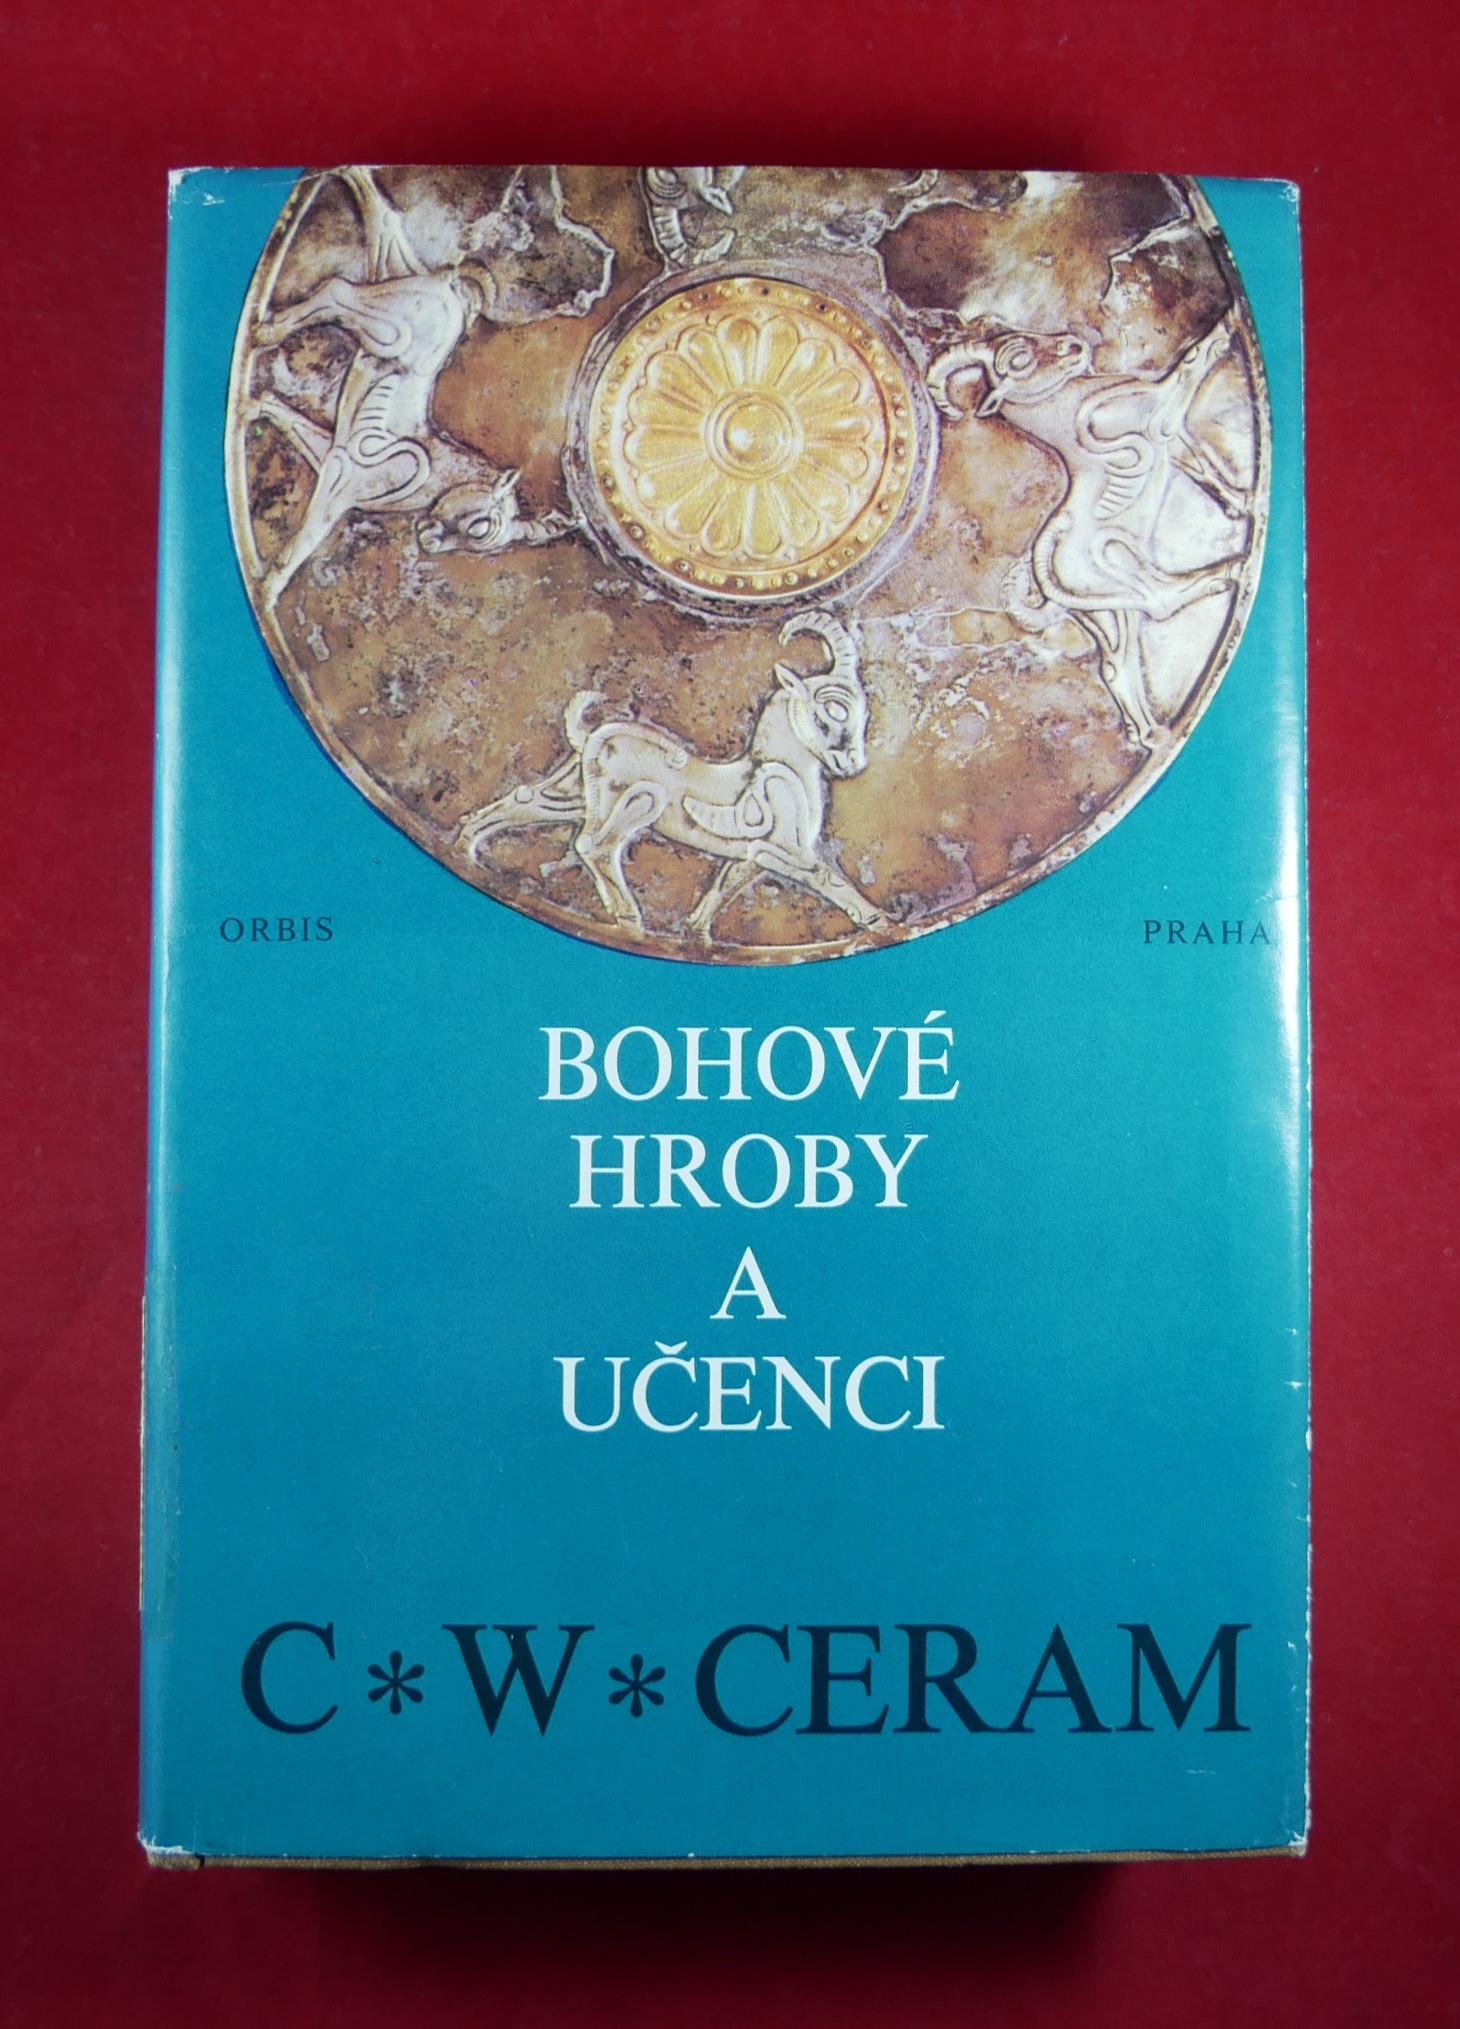 ORBIS PRAHA
BOHOVÉ
HROBY
A
UČENCI
C*W*CERAM